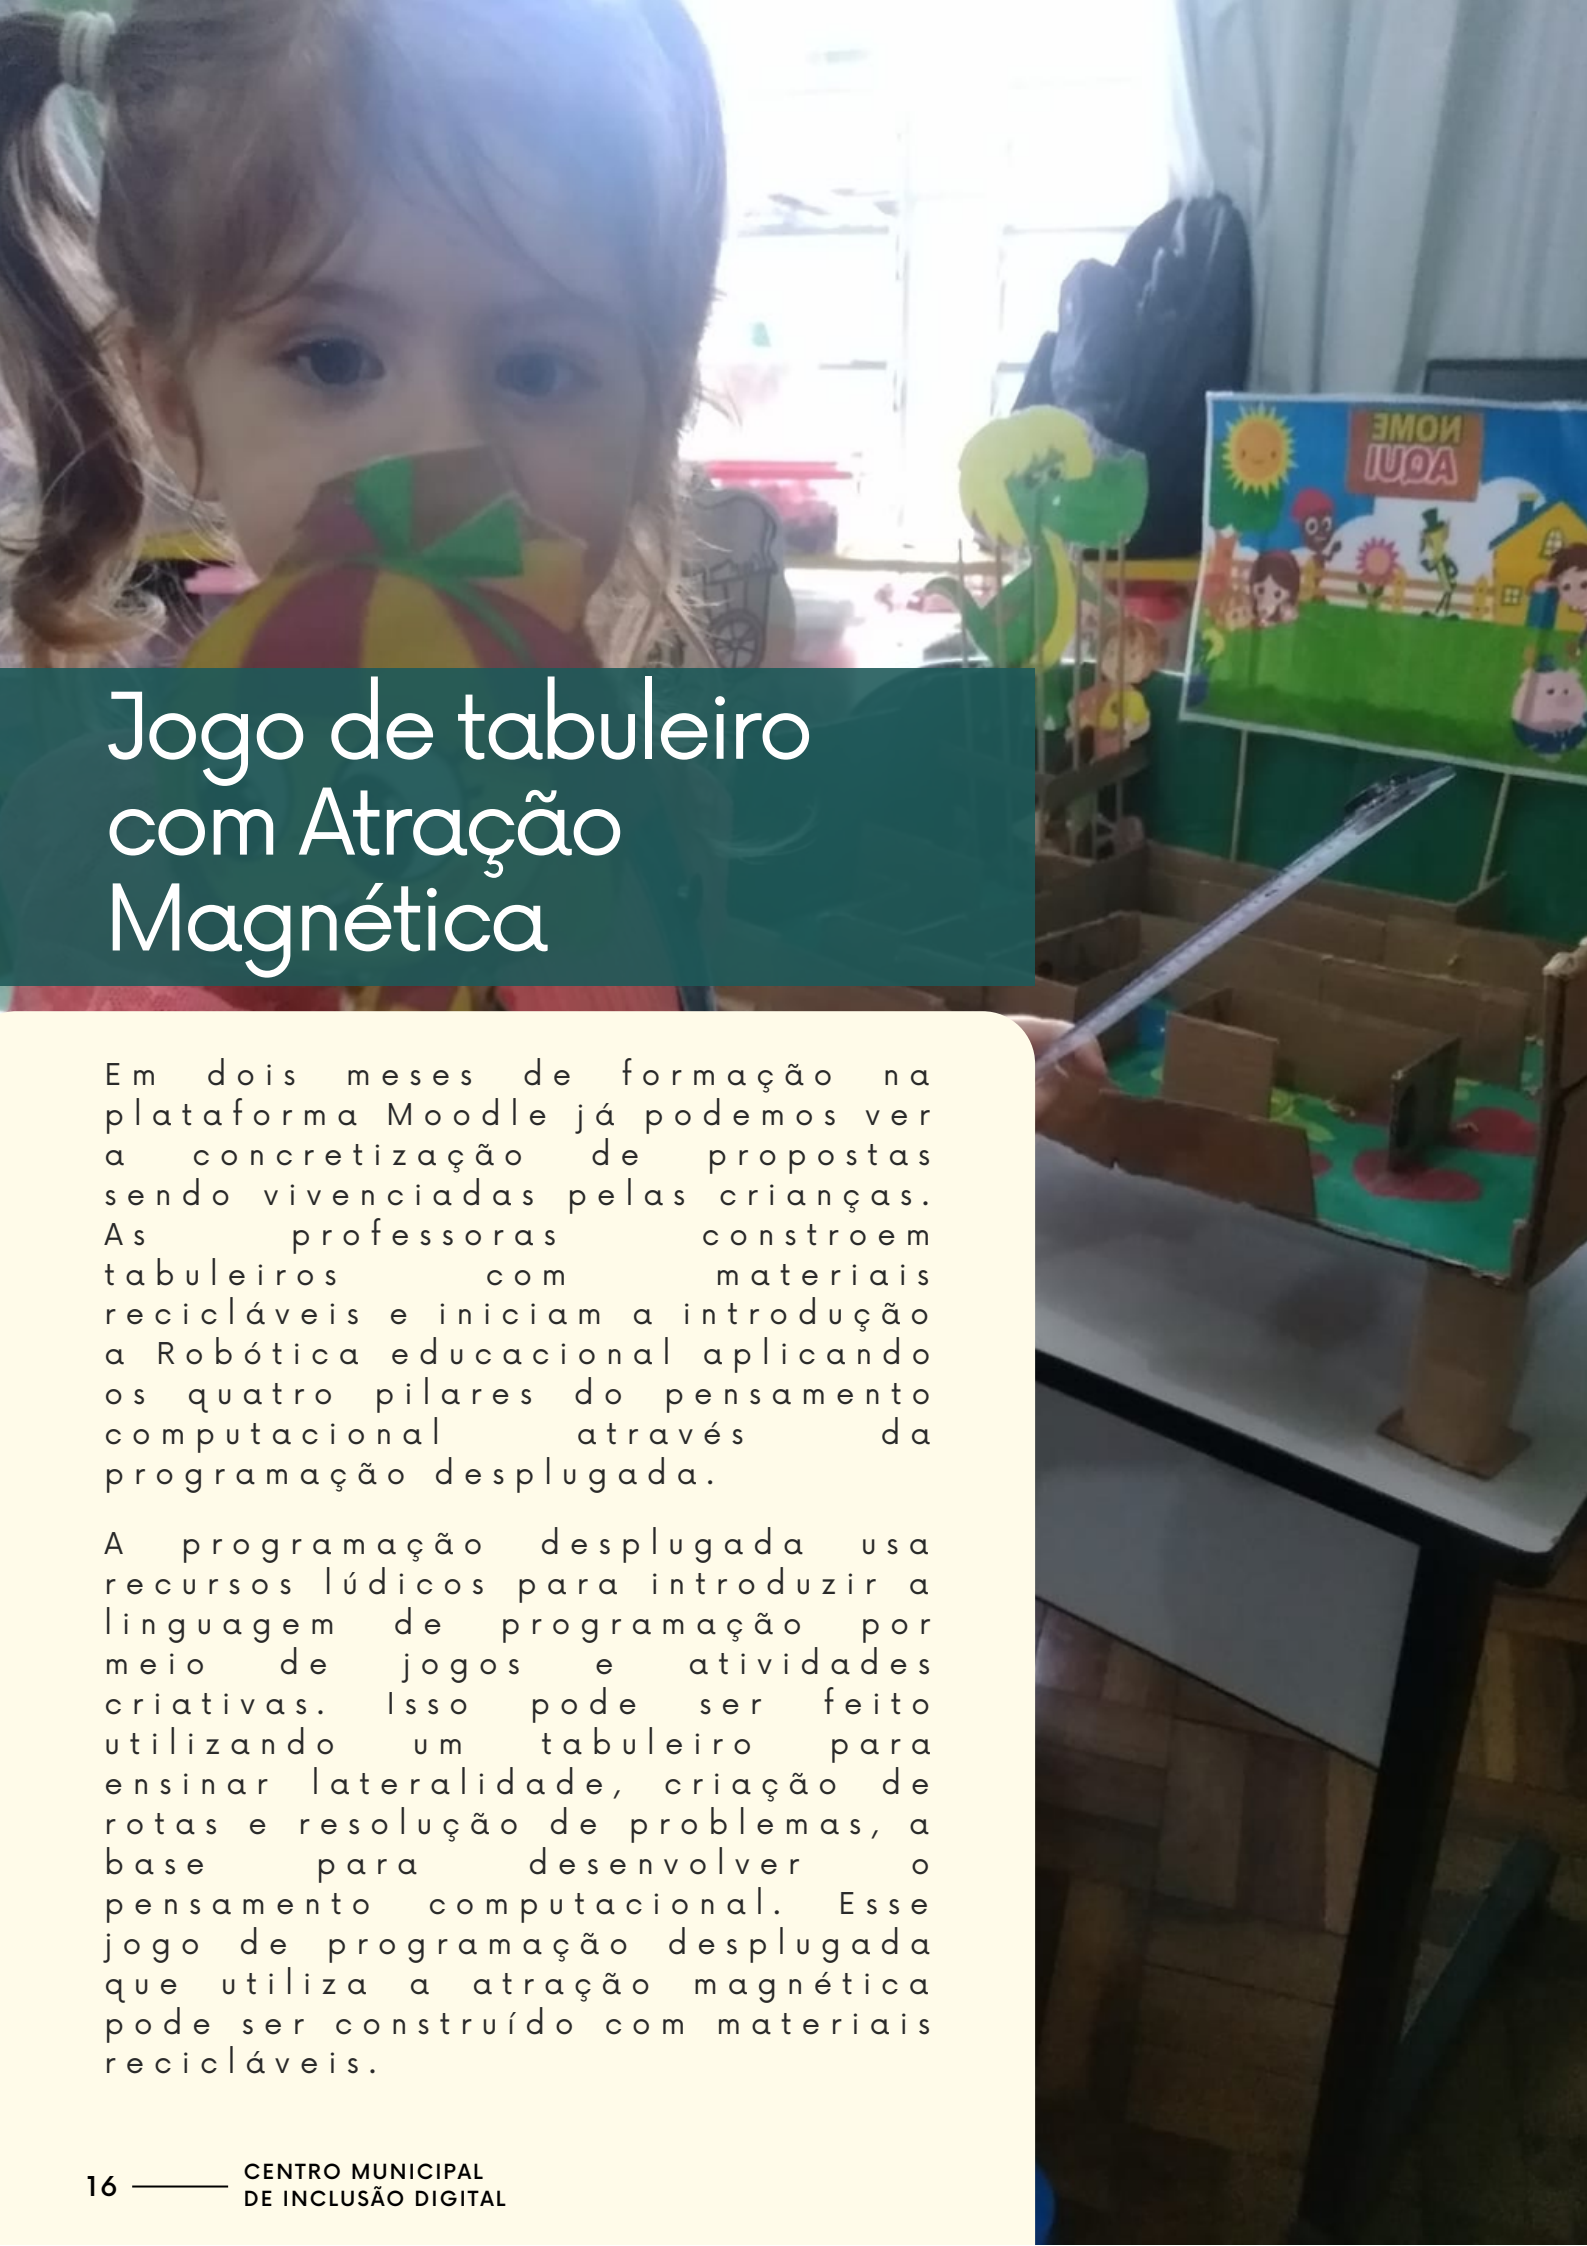 NOME
AQUI
Jogo de tabuleiro
com Atração
Magnética
Em dois meses de formação na
plataforma Moodle já podemos ver
a concretização de propostas
sendo vivenciadas pelas crianças.
As professoras constroem
tabuleiros com materiais
recicláveis e iniciam a introdução
a Robótica educacional aplicando
os quatro pilares do pensamento
computacional através da
programação desplugada.
A programação desplugada usa
recursos lúdicos para introduzir a
linguagem de programação por
meio de jogos e atividades
criativas. Isso pode ser feito
utilizando um tabuleiro para
ensinar lateralidade, criação de
rotas e resolução de problemas, a
base para desenvolver o
pensamento computacional. Esse
jogo de programação desplugada
que utiliza a atração magnética
pode ser construído com materiais
recicláveis.
16
CENTRO MUNICIPAL
DE INCLUSÃO DIGITAL